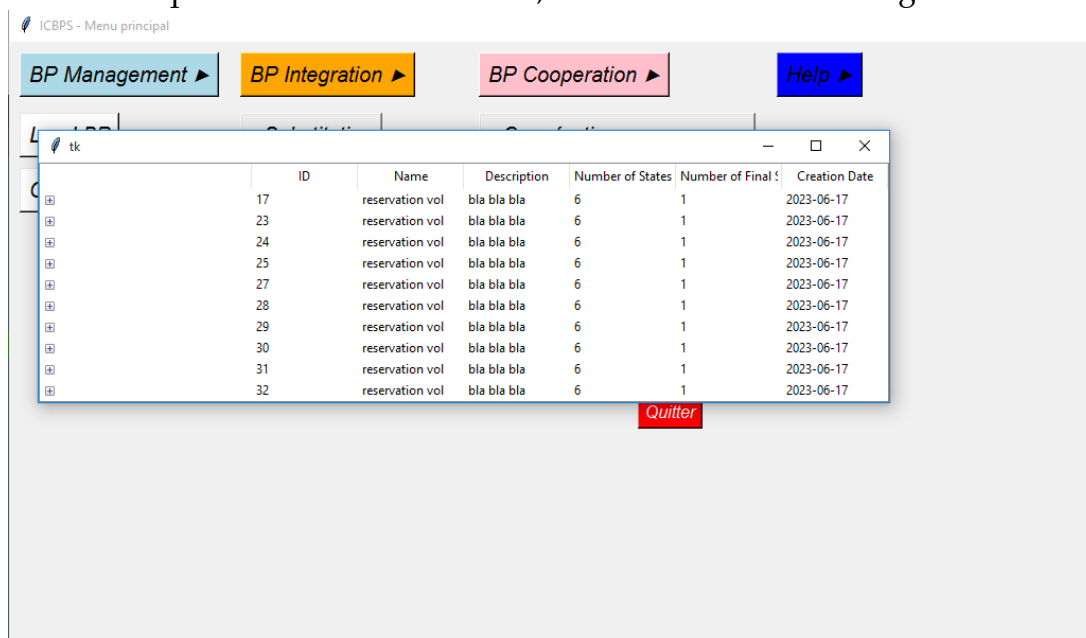 ICBPS - Menu principal
BP Management ► BP Integration ► BP Cooperation ► Help ►
tk
ID Name Description Number of States Number of Final Creation Date
17 reservation vol bla bla bla 6 1 2023-06-17
23 reservation vol bla bla bla 6 1 2023-06-17
24 reservation vol bla bla bla 6 1 2023-06-17
25 reservation vol bla bla bla 6 1 2023-06-17
27 reservation vol bla bla bla 6 1 2023-06-17
28 reservation vol bla bla bla 6 1 2023-06-17
29 reservation vol bla bla bla 6 1 2023-06-17
30 reservation vol bla bla bla 6 1 2023-06-17
31 reservation vol bla bla bla 6 1 2023-06-17
32 reservation vol bla bla bla 6 1 2023-06-17
Quitter